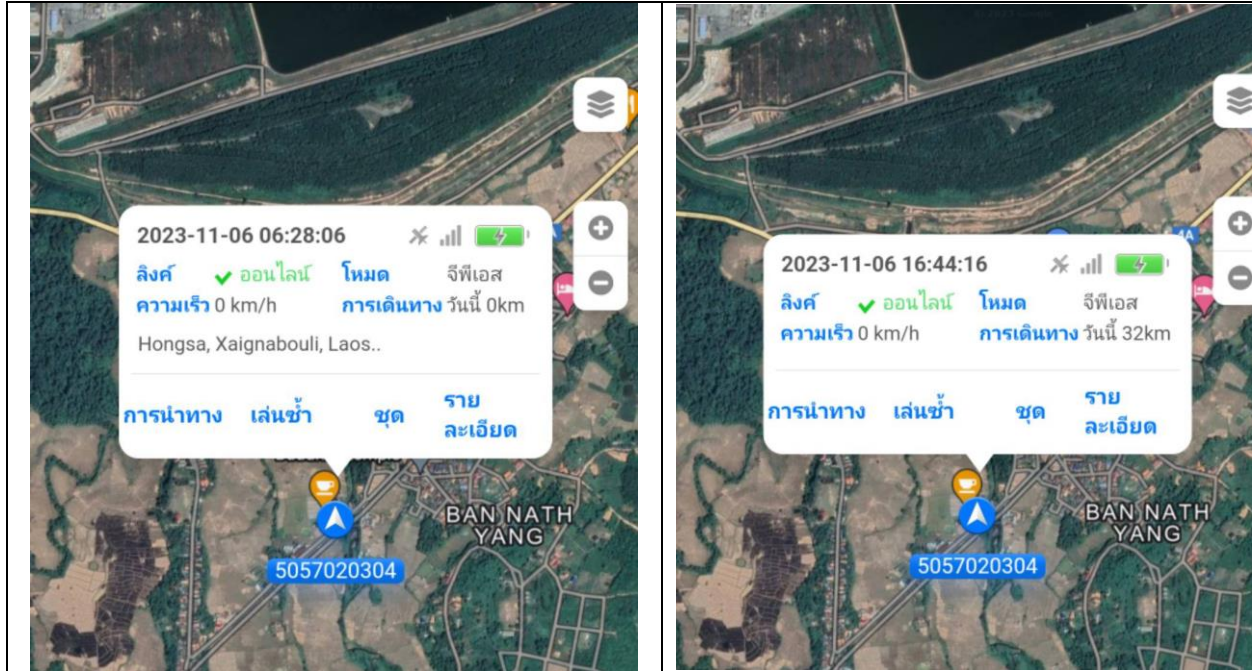 2023-11-06 06:28:06
ลิงค์ ออนไลน์ โหมด จีพีเอส
ความเร็ว 0 km/h การเดินทาง วันนี้ 0km
Hongsa, Xaignabouli, Laos..
การนำทาง เล่นซ้ำ ชุด ราย
ละเอียด
BAN NATH
YANG
5057020304
4A
2023-11-06 16:44:16
ลิงค์ ออนไลน์ โหมด จีพีเอส
ความเร็ว 0 km/h การเดินทาง วันนี้ 32km
การนำทาง เล่นซ้ำ ชุด ราย
ละเอียด
BAN NATH
YANG
5057020304